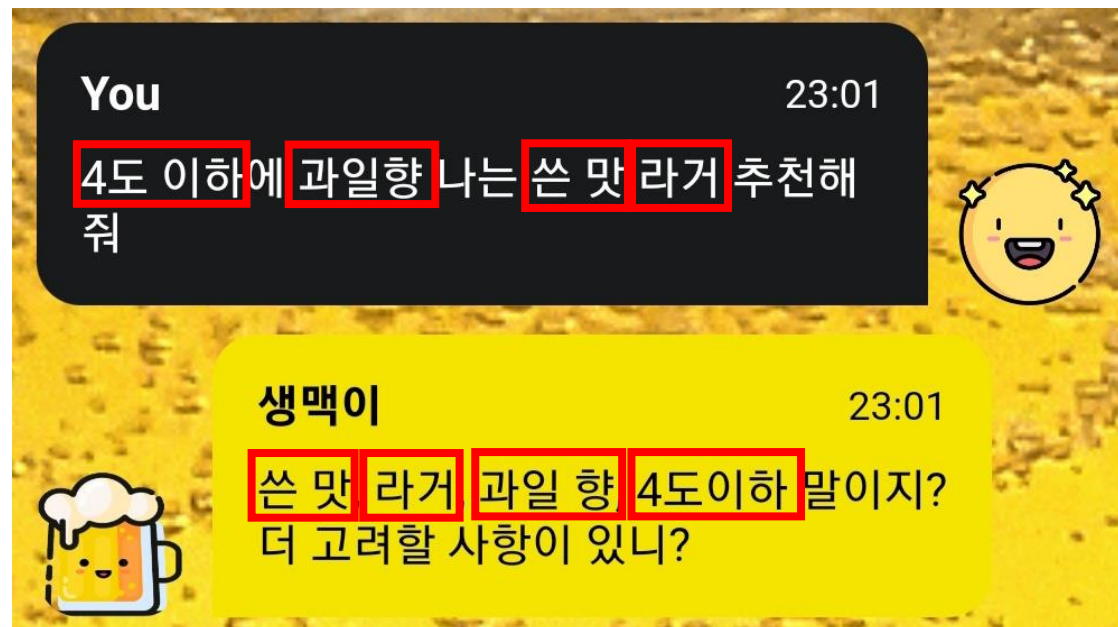 You
23:01
4도 이하에 과일향 나는 쓴 맛 라거 추천해
줘
생맥이
23:01
쓴 맛, 라거, 과일 향, 4도이하 말이지?
더 고려할 사항이 있니?